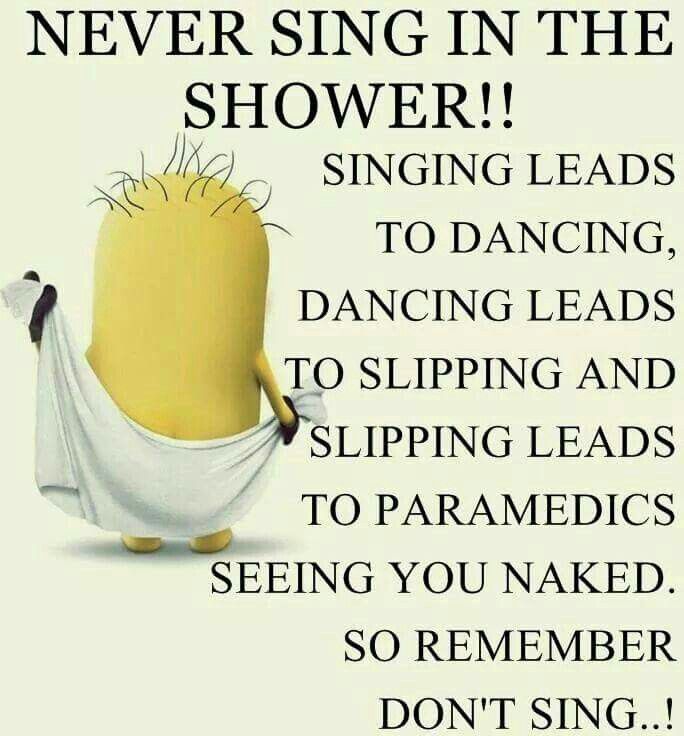 NEVER SING IN THE
SHOWER!!
SINGING LEADS
TO DANCING,
DANCING LEADS
TO SLIPPING AND
SLIPPING LEADS
TO PARAMEDICS
SEEING YOU NAKED.
SO REMEMBER
DON'T SING..!